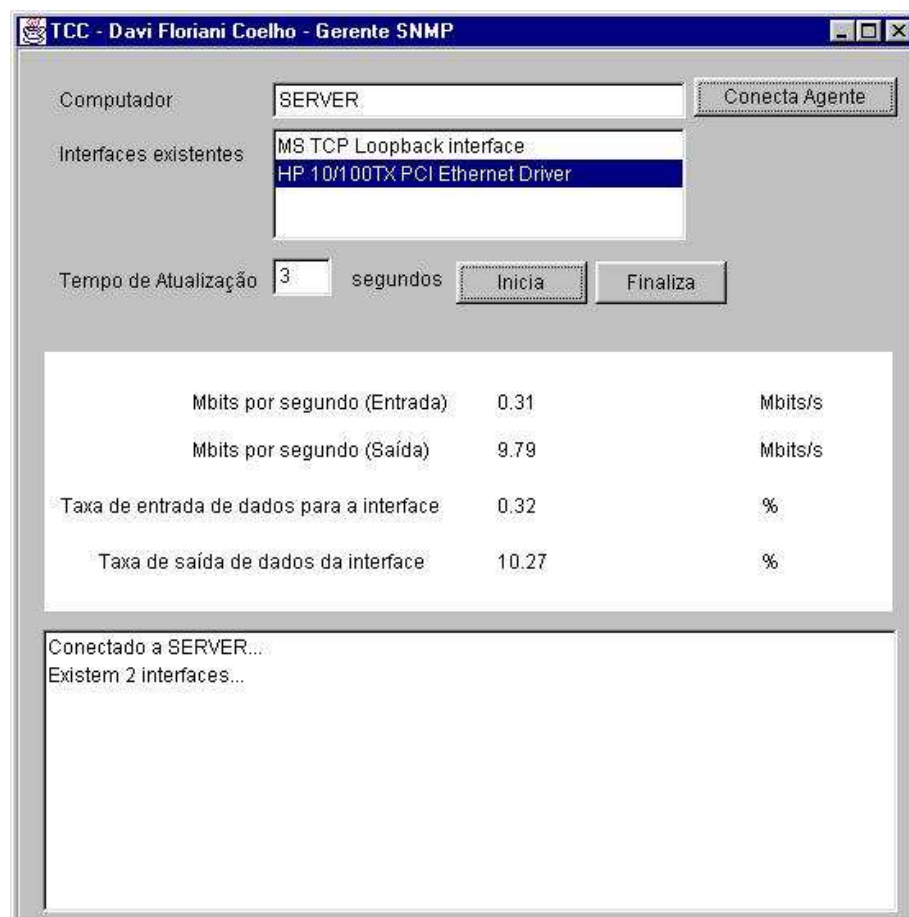 TCC - Davi Floriani Coelho - Gerente SNMP
Computador SERVER Conecta Agente
Interfaces existentes MS TCP Loopback interface
HP 10/100TX PCI Ethernet Driver
Tempo de Atualização 3 segundos Inicia Finaliza
Mbits por segundo (Entrada) 0.31 Mbits/s
Mbits por segundo (Saída) 9.79 Mbits/s
Taxa de entrada de dados para a interface 0.32 %
Taxa de saída de dados da interface 10.27 %
Conectado a SERVER...
Existem 2 interfaces...